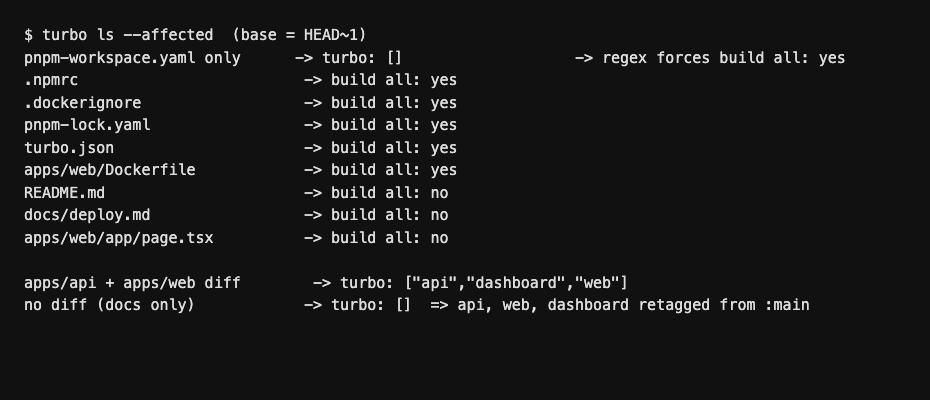 $ turbo ls --affected  (base = HEAD~1)
pnpm-workspace.yaml only      -> turbo: []                   -> regex forces build all: yes
.npmrc                         -> build all: yes
.dockerignore                  -> build all: yes
pnpm-lock.yaml                 -> build all: yes
turbo.json                     -> build all: yes
apps/web/Dockerfile            -> build all: yes
README.md                      -> build all: no
docs/deploy.md                 -> build all: no
apps/web/app/page.tsx          -> build all: no
apps/api + apps/web diff        -> turbo: ["api","dashboard","web"]
no diff (docs only)            -> turbo: []  => api, web, dashboard retagged from :main